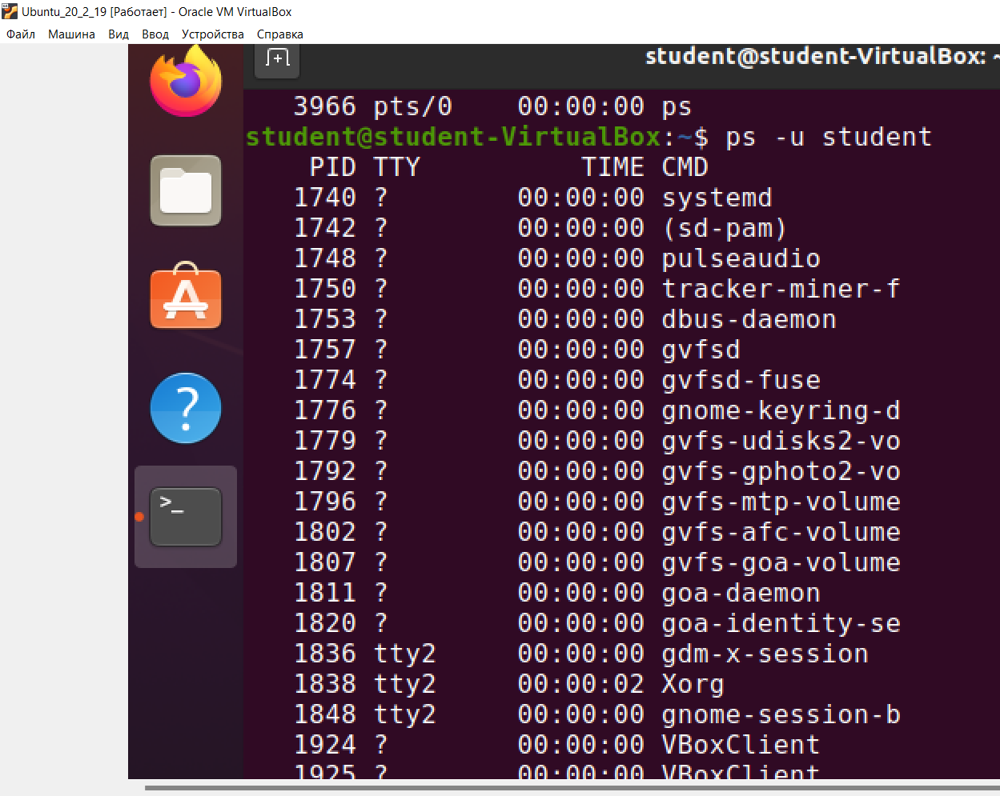 Ubuntu_20_2_19 [Работает] - Oracle VM VirtualBox
Файл Машина Вид Ввод Устройства Справка
student@student-VirtualBox: ~
3966 pts/0 00:00:00 ps
student@student-VirtualBox:~$ ps -u student
PID TTY TIME CMD
1740 ? 00:00:00 systemd
1742 ? 00:00:00 (sd-pam)
1748 ? 00:00:00 pulseaudio
1750 ? 00:00:00 tracker-miner-f
1753 ? 00:00:00 dbus-daemon
1757 ? 00:00:00 gvfsd
1774 ? 00:00:00 gvfsd-fuse
1776 ? 00:00:00 gnome-keyring-d
1779 ? 00:00:00 gvfs-udisks2-vo
1792 ? 00:00:00 gvfs-gphoto2-vo
1796 ? 00:00:00 gvfs-mtp-volume
1802 ? 00:00:00 gvfs-afc-volume
1807 ? 00:00:00 gvfs-goa-volume
1811 ? 00:00:00 goa-daemon
1820 ? 00:00:00 goa-identity-se
1836 tty2 00:00:00 gdm-x-session
1838 tty2 00:00:02 Xorg
1848 tty2 00:00:00 gnome-session-b
1924 ? 00:00:00 VBoxClient
1925 ? 00:00:00 VBoxClient